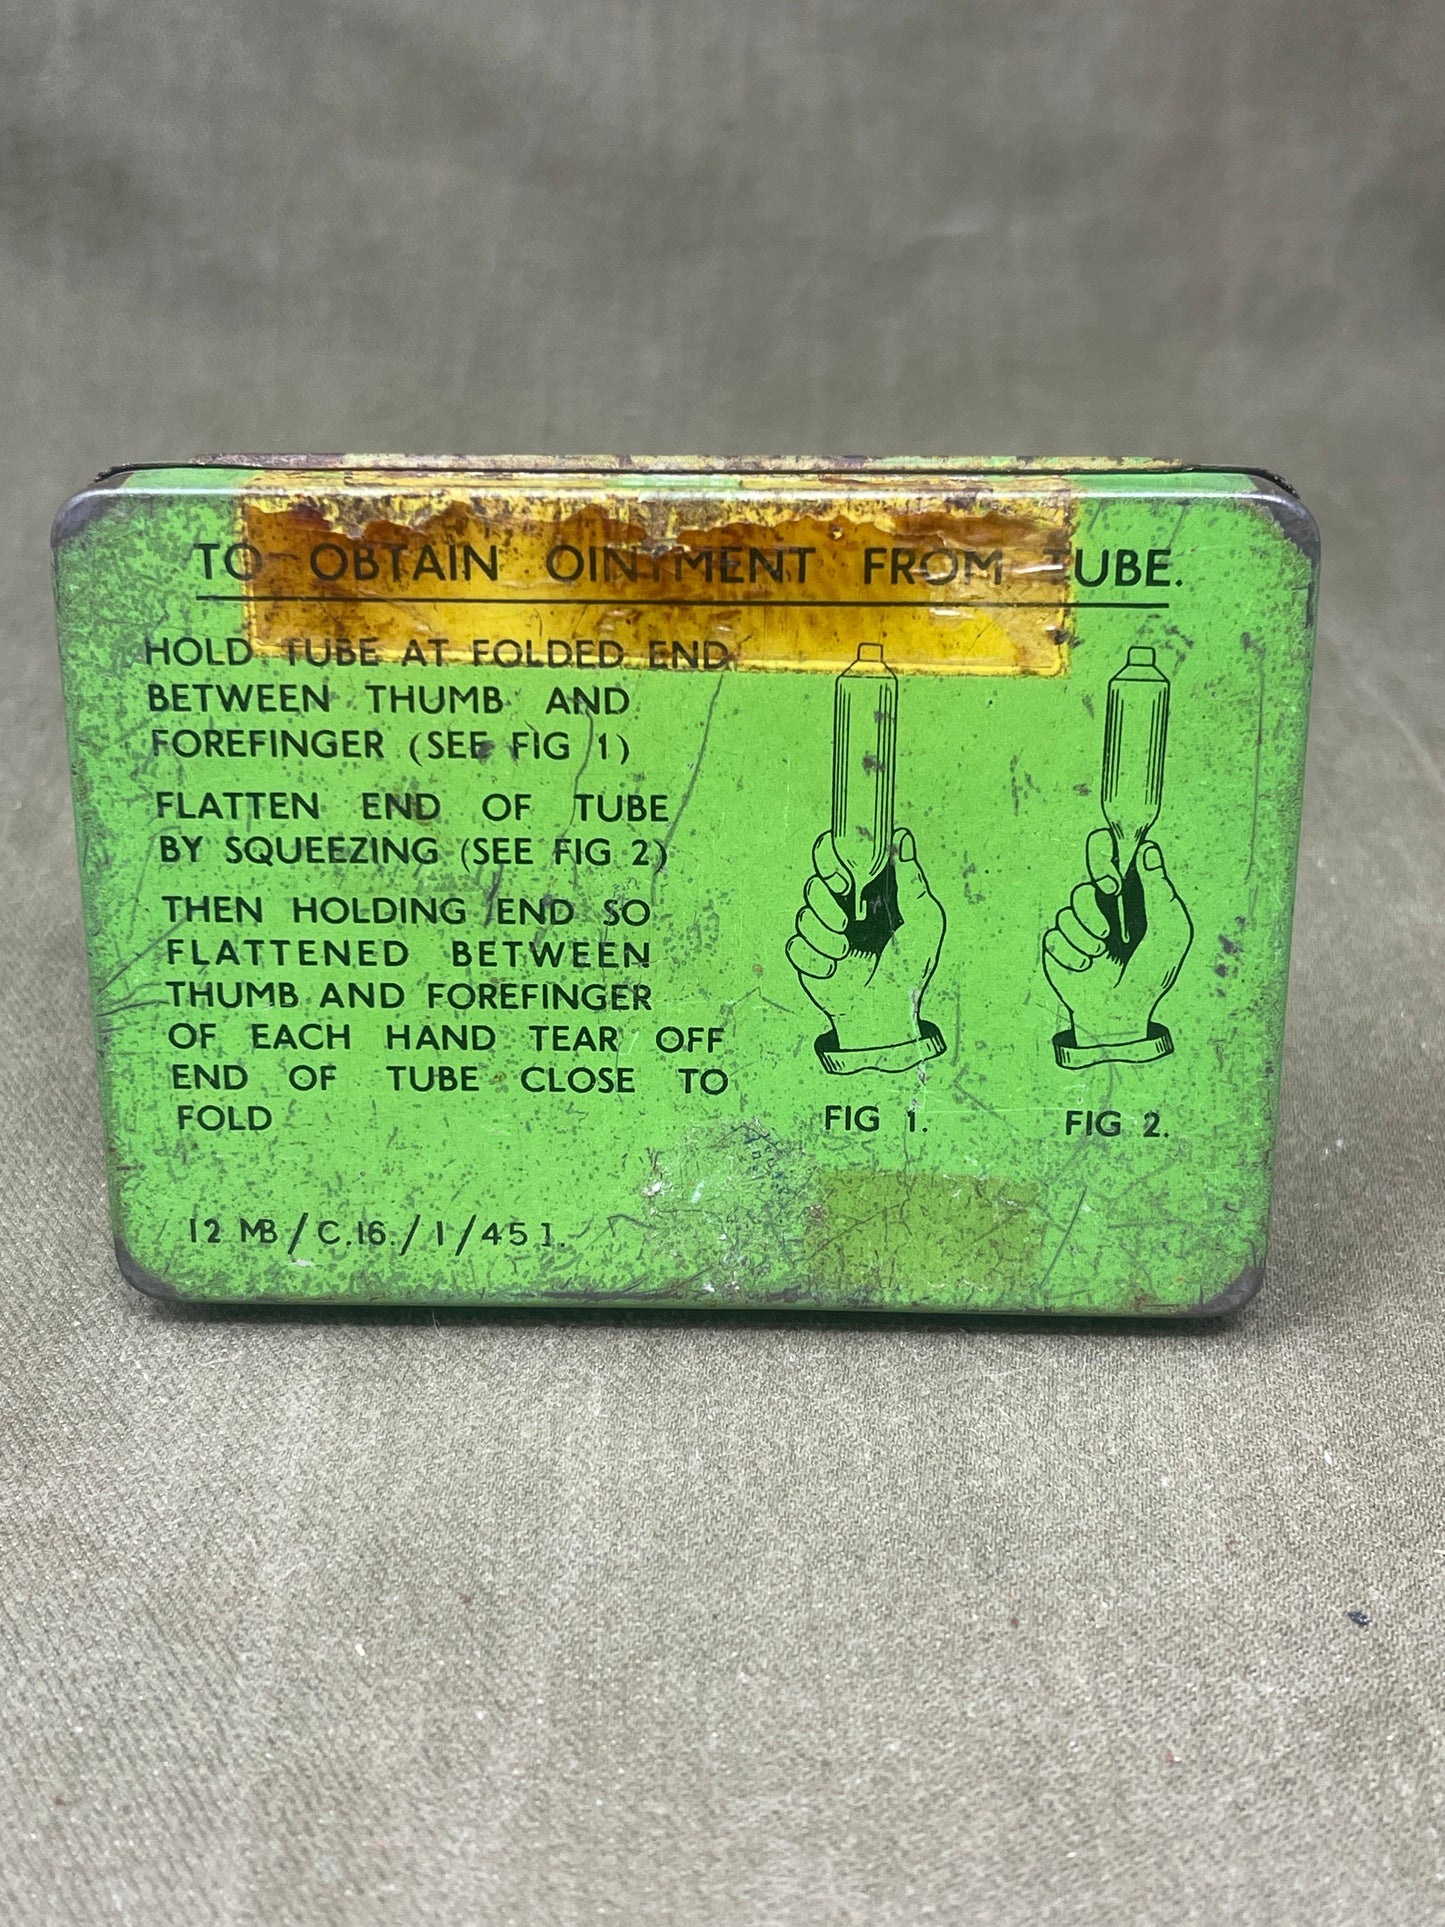 TO OBTAIN OINTMENT FROM TUBE.
HOLD TUBE AT FOLDED END
BETWEEN THUMB AND
FOREFINGER (SEE FIG 1)
FLATTEN END OF TUBE
BY SQUEEZING (SEE FIG 2)
THEN HOLDING END SO
FLATTENED BETWEEN
THUMB AND FOREFINGER
OF EACH HAND TEAR OFF
END OF TUBE CLOSE TO
FOLD
FIG 1.
FIG 2.
12 MB/C.16./1/451.